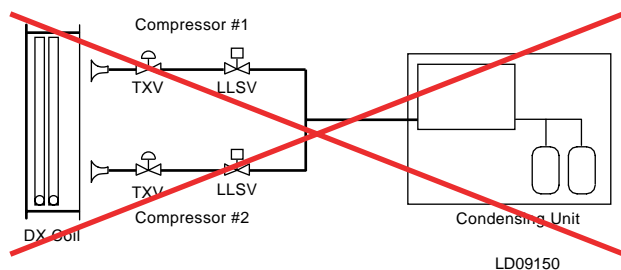 Compressor #1
TXV
LLSV
TXV
LLSV
Compressor #2
DX Coil
Condensing Unit
LD09150